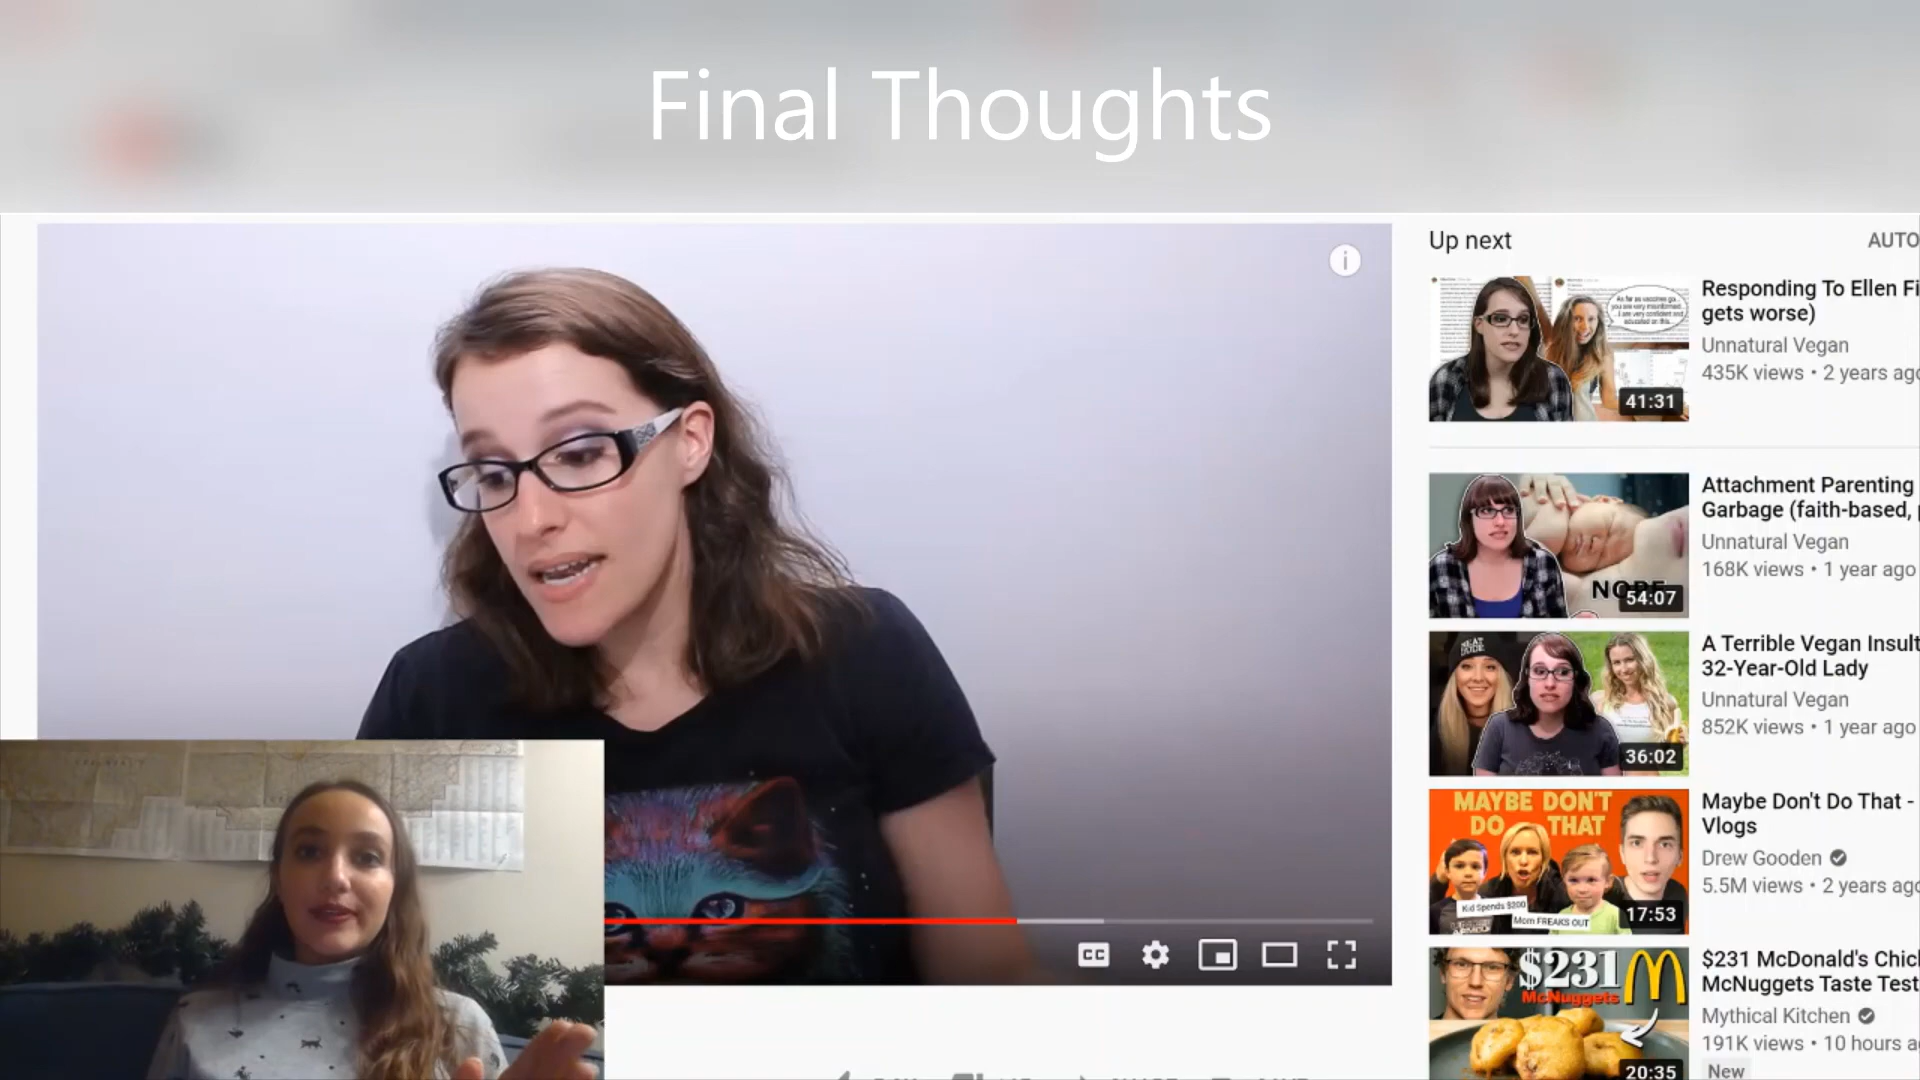 Final Thoughts
Up next
AUTO
Responding To Ellen Fi
gets worse)
Unnatural Vegan
435K views • 2 years ago
41:31
Attachment Parenting
Garbage (faith-based,
Unnatural Vegan
168K views • 1 year ago
54:07
A Terrible Vegan Insult
32-Year-Old Lady
Unnatural Vegan
852K views • 1 year ago
36:02
MAYBE DON'T
DO THAT
Kid Spends $200
Mom FREAKS OUT
17:53
Maybe Don't Do That -
Vlogs
Drew Gooden
5.5M views • 2 years ago
$231
McNuggets
20:35
$231 McDonald's Chic
McNuggets Taste Test
Mythical Kitchen
191K views • 10 hours a
New
CC